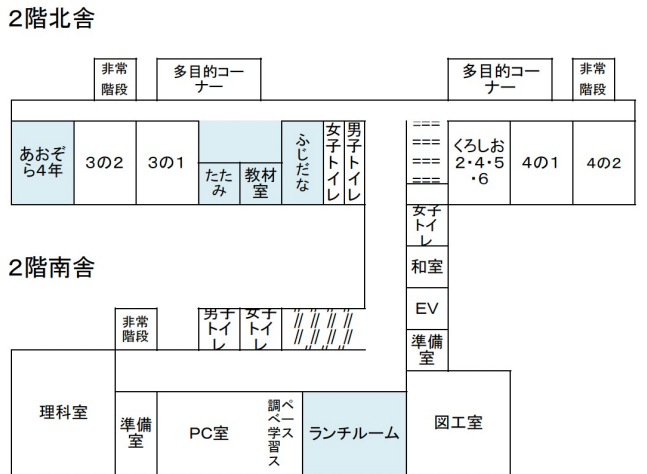 2階北舎
非常
階段
多目的コー
ナー
多目的コー
ナー
非常
階段
あおぞ
ら4年
3の2
3の1
たた
み
教材
室
ふじだな
女子トイレ
男子トイレ
くろしお
2・4・5
・6
4の1
4の2
女子
トイ
レ
和室
EV
準備
室
2階南舎
非常
階段
男子
トイ
レ
女子
トイ
レ
理科室
準備
室
PC室
調べ学習ス
ペース
ランチルーム
図工室